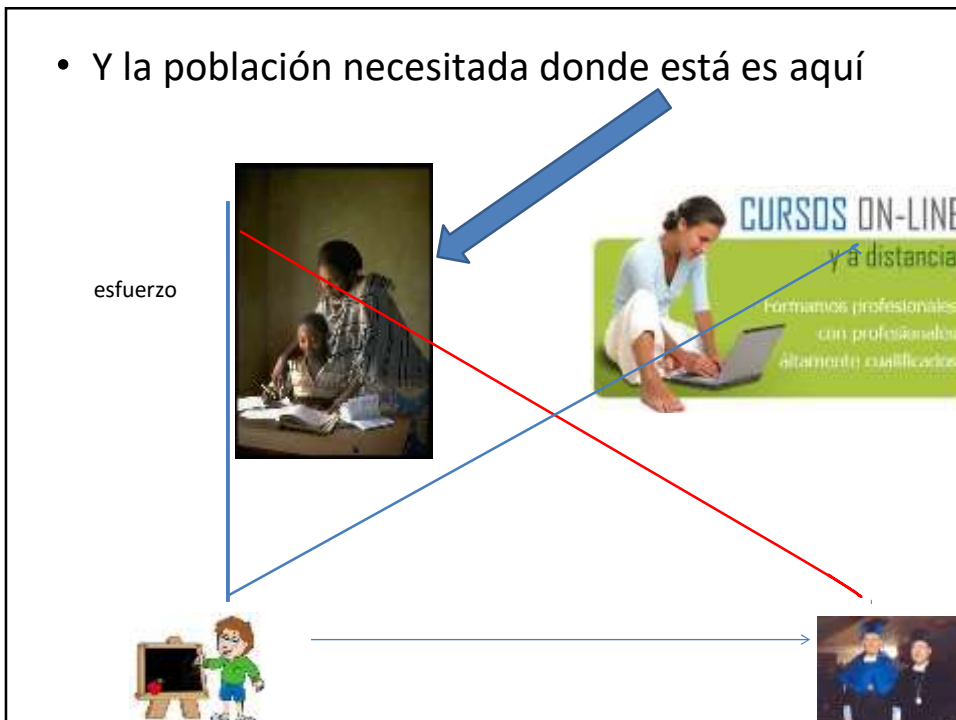 • Y la población necesitada donde está es aquí
CURSOS ON-LINE
y a distancia
esfuerzo
Formamos profesionales
con profesionales
altamente cualificados